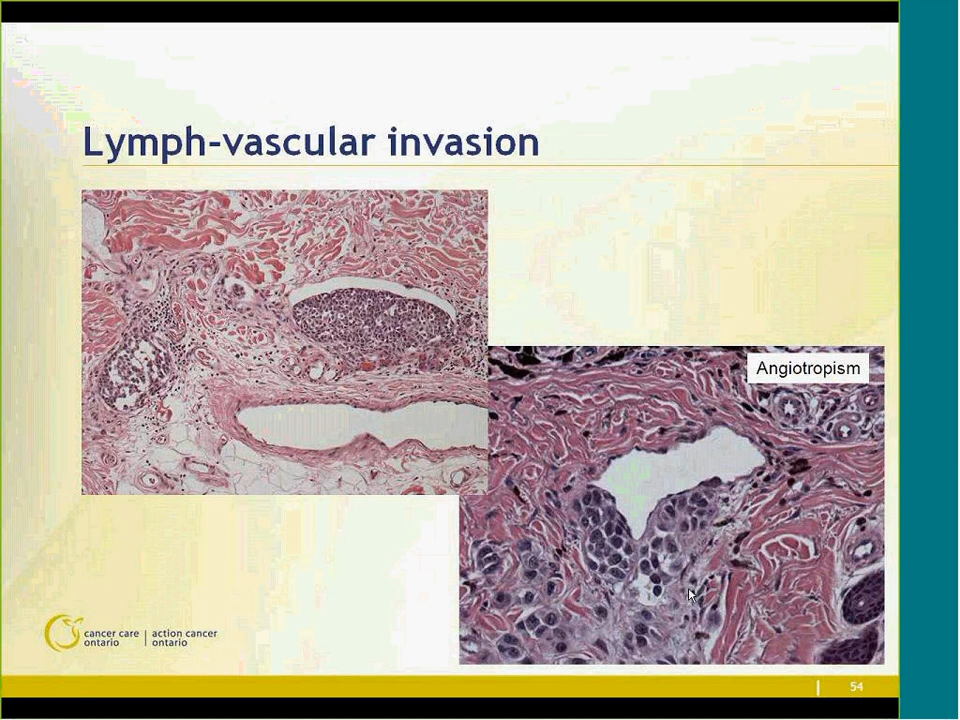 Lymph-vascular invasion
Angiotropism
cancer care | action cancer
ontario | ontario
54